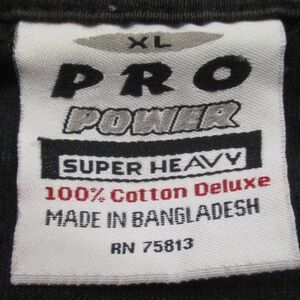 XL
PRO
POWER
SUPER HEAVY
100% Cotton Deluxe
MADE IN BANGLADESH
RN 75813